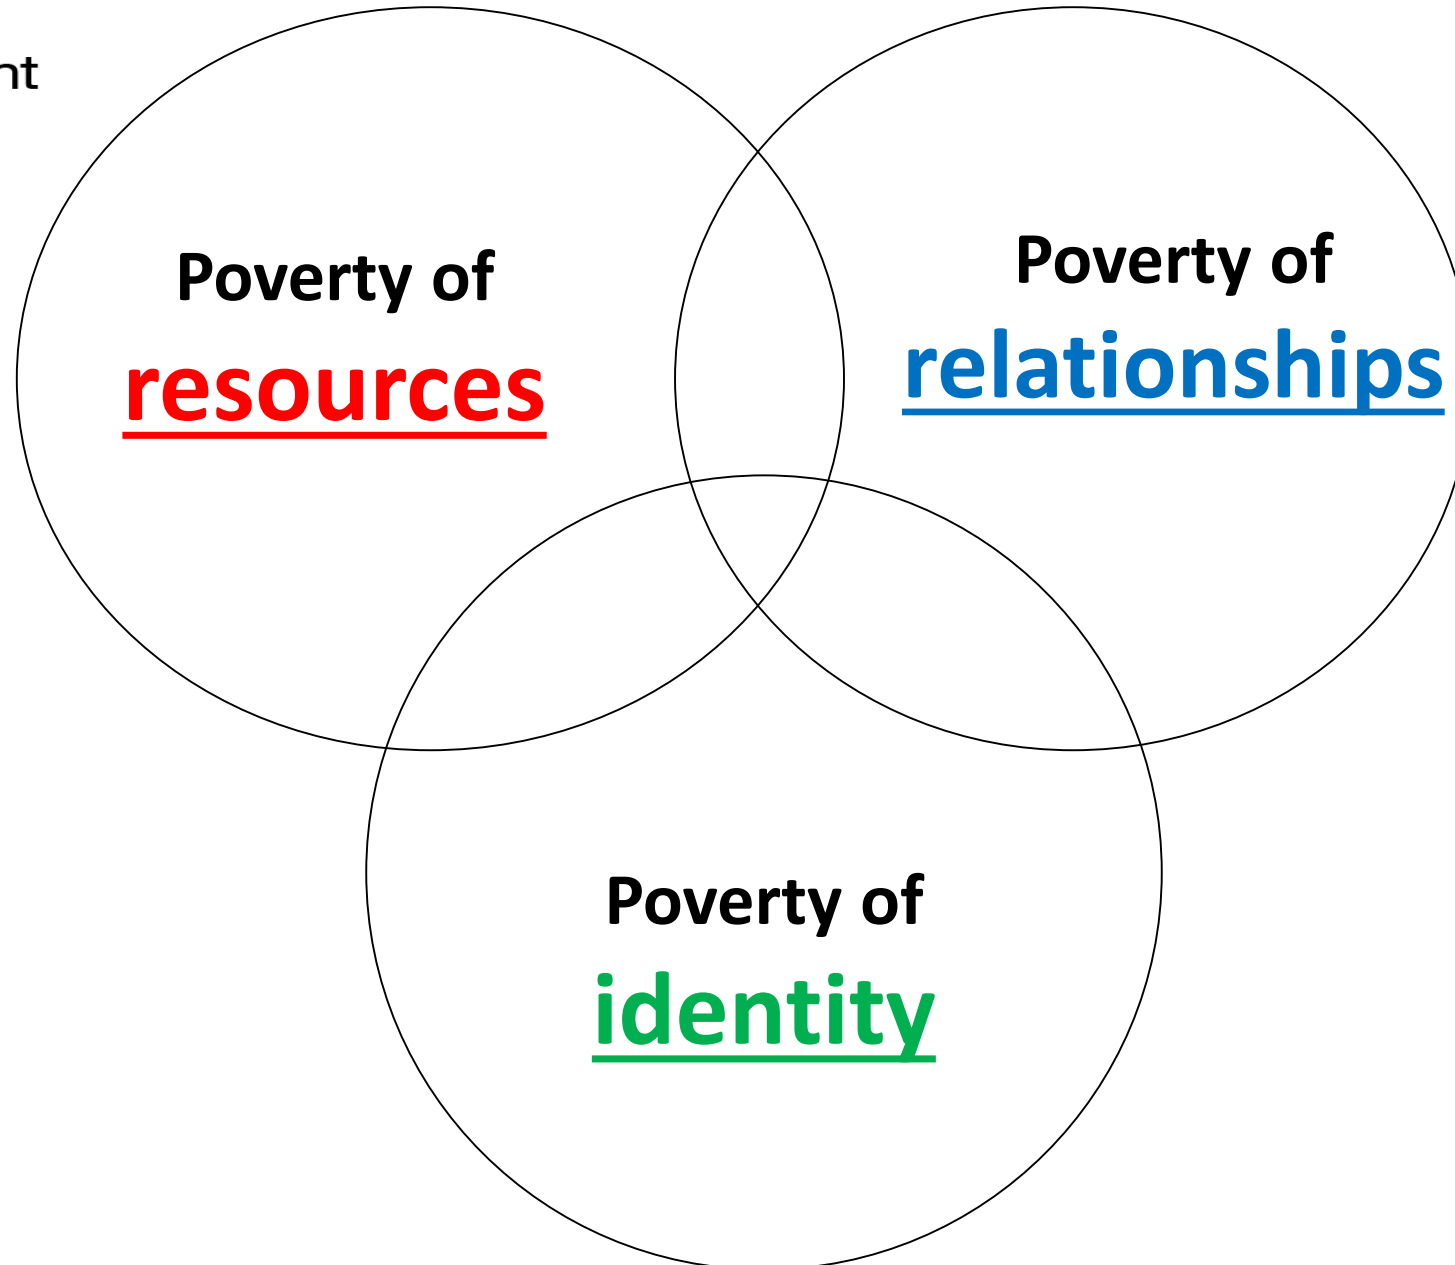 nt
Poverty of
resources
Poverty of
relationships
Poverty of
identity